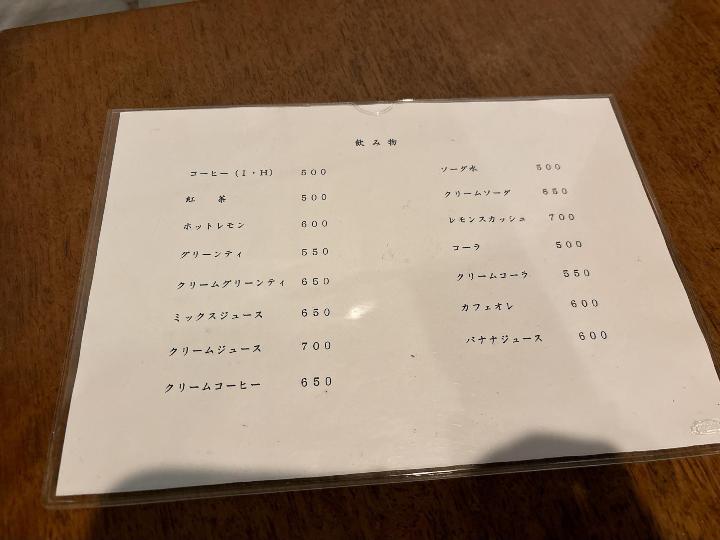 飲み物
コーヒー（I・H） 500
紅　茶 500
ホットレモン 600
グリーンティ 550
クリームグリーンティ 650
ミックスジュース 650
クリームジュース 700
クリームコーヒー 650
ソーダ水 500
クリームソーダ 650
レモンスカッシュ 700
コーラ 500
クリームコーラ 550
カフェオレ 600
バナナジュース 600